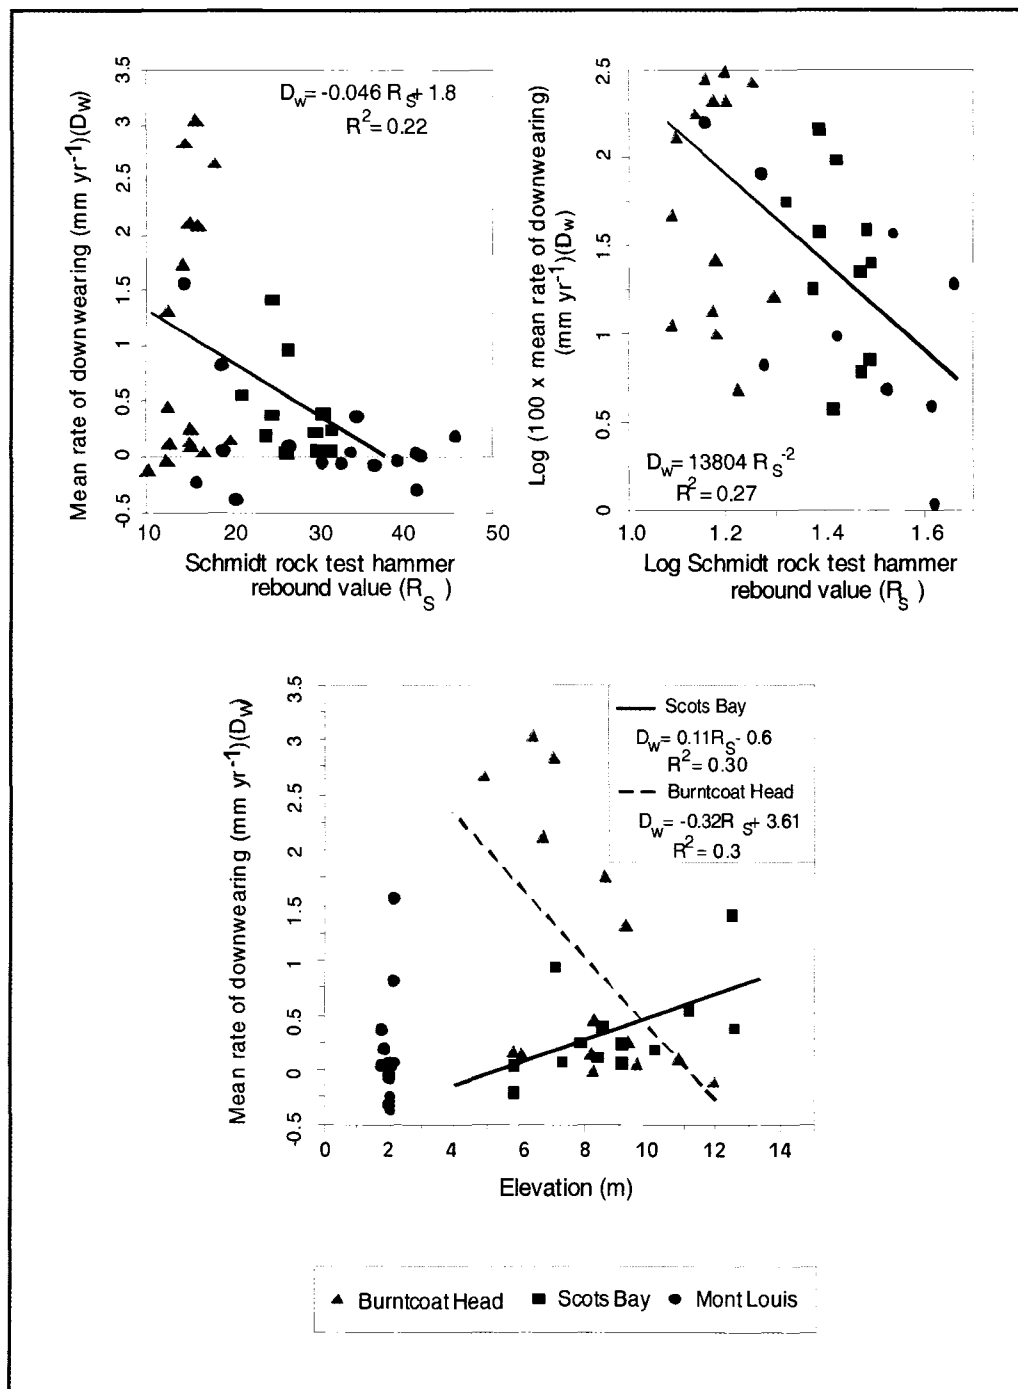 3.5
3
2.5
2
1.5
1
0.5
0
-0.5
Mean rate of downwearing (mm yr-1)(DW)
DW= -0.046 RS+ 1.8
R2= 0.22
10 20 30 40 50
Schmidt rock test hammer
rebound value (RS)
2.5
2
1.5
1
0.5
0
Log (100 x mean rate of downwearing)
(mm yr-1)(DW)
DW= 13804 RS-2
R2= 0.27
1.0 1.2 1.4 1.6
Log Schmidt rock test hammer
rebound value (RS)
3.5
3
2.5
2
1.5
1
0.5
0
-0.5
Mean rate of downwearing (mm yr-1)(DW)
Scots Bay
DW= 0.11RS- 0.6
R2= 0.30
Burntcoat Head
DW= -0.32R S+ 3.61
R2= 0.3
0 2 4 6 8 10 12 14
Elevation (m)
Burntcoat Head Scots Bay Mont Louis